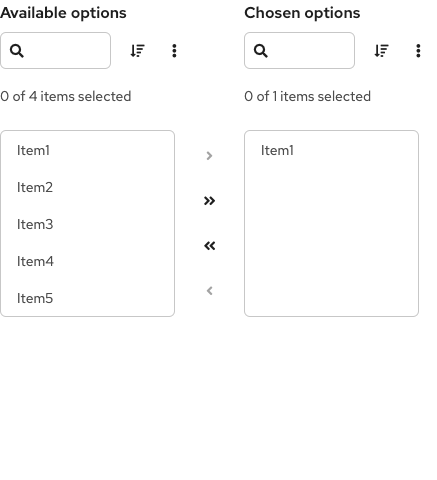 Available options
Chosen options
0 of 4 items selected
0 of 1 items selected
Item1
Item2
Item3
Item4
Item5
Item1